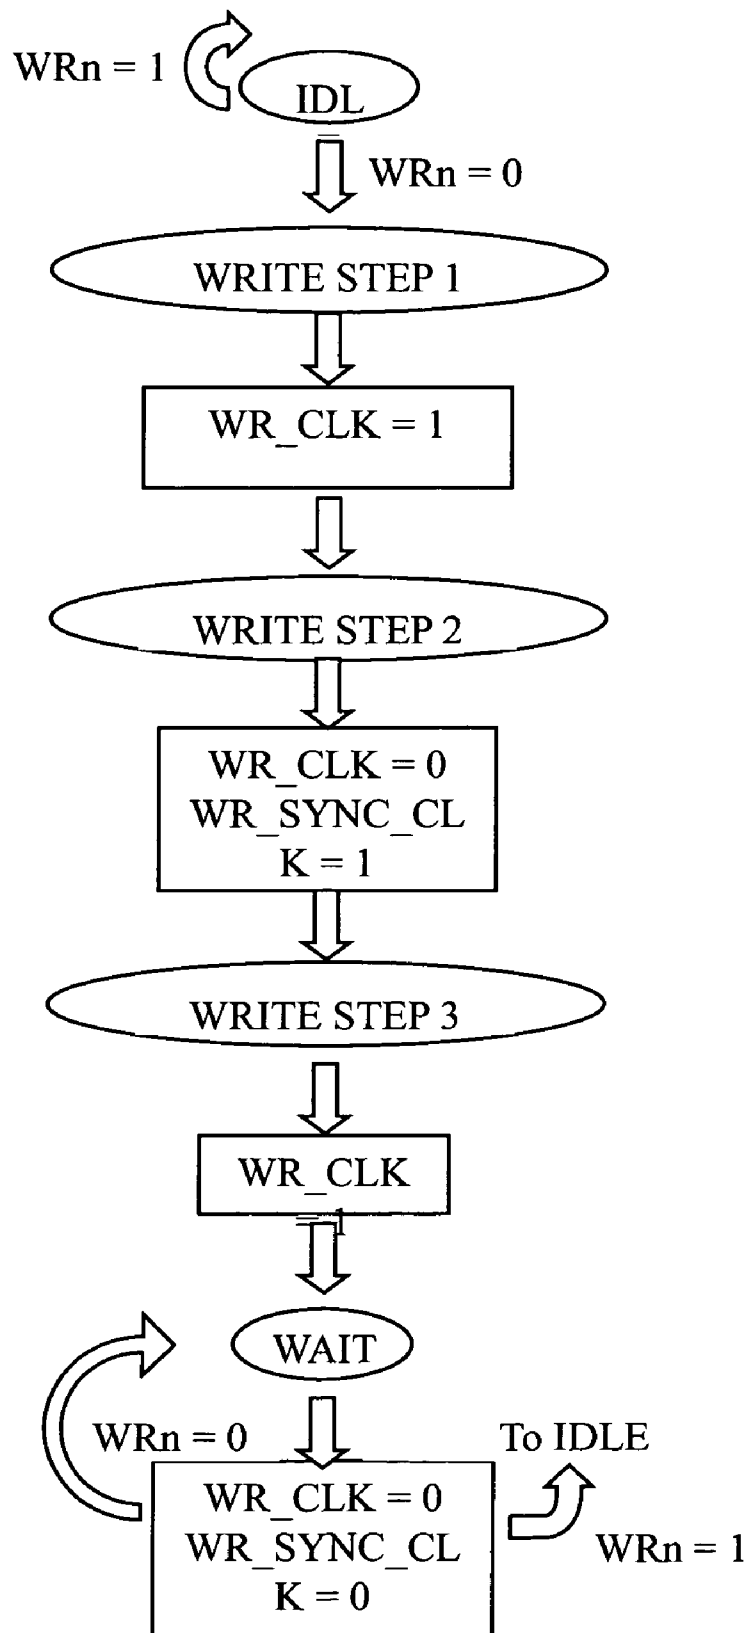 WRn = 1
IDL
WRn = 0
WRITE STEP 1
WR_CLK = 1
WRITE STEP 2
WR_CLK = 0
WR_SYNC_CL
K = 1
WRITE STEP 3
WR_CLK
= 1
WAIT
WRn = 0
To IDLE
WR_CLK = 0
WR_SYNC_CL
K = 0
WRn = 1